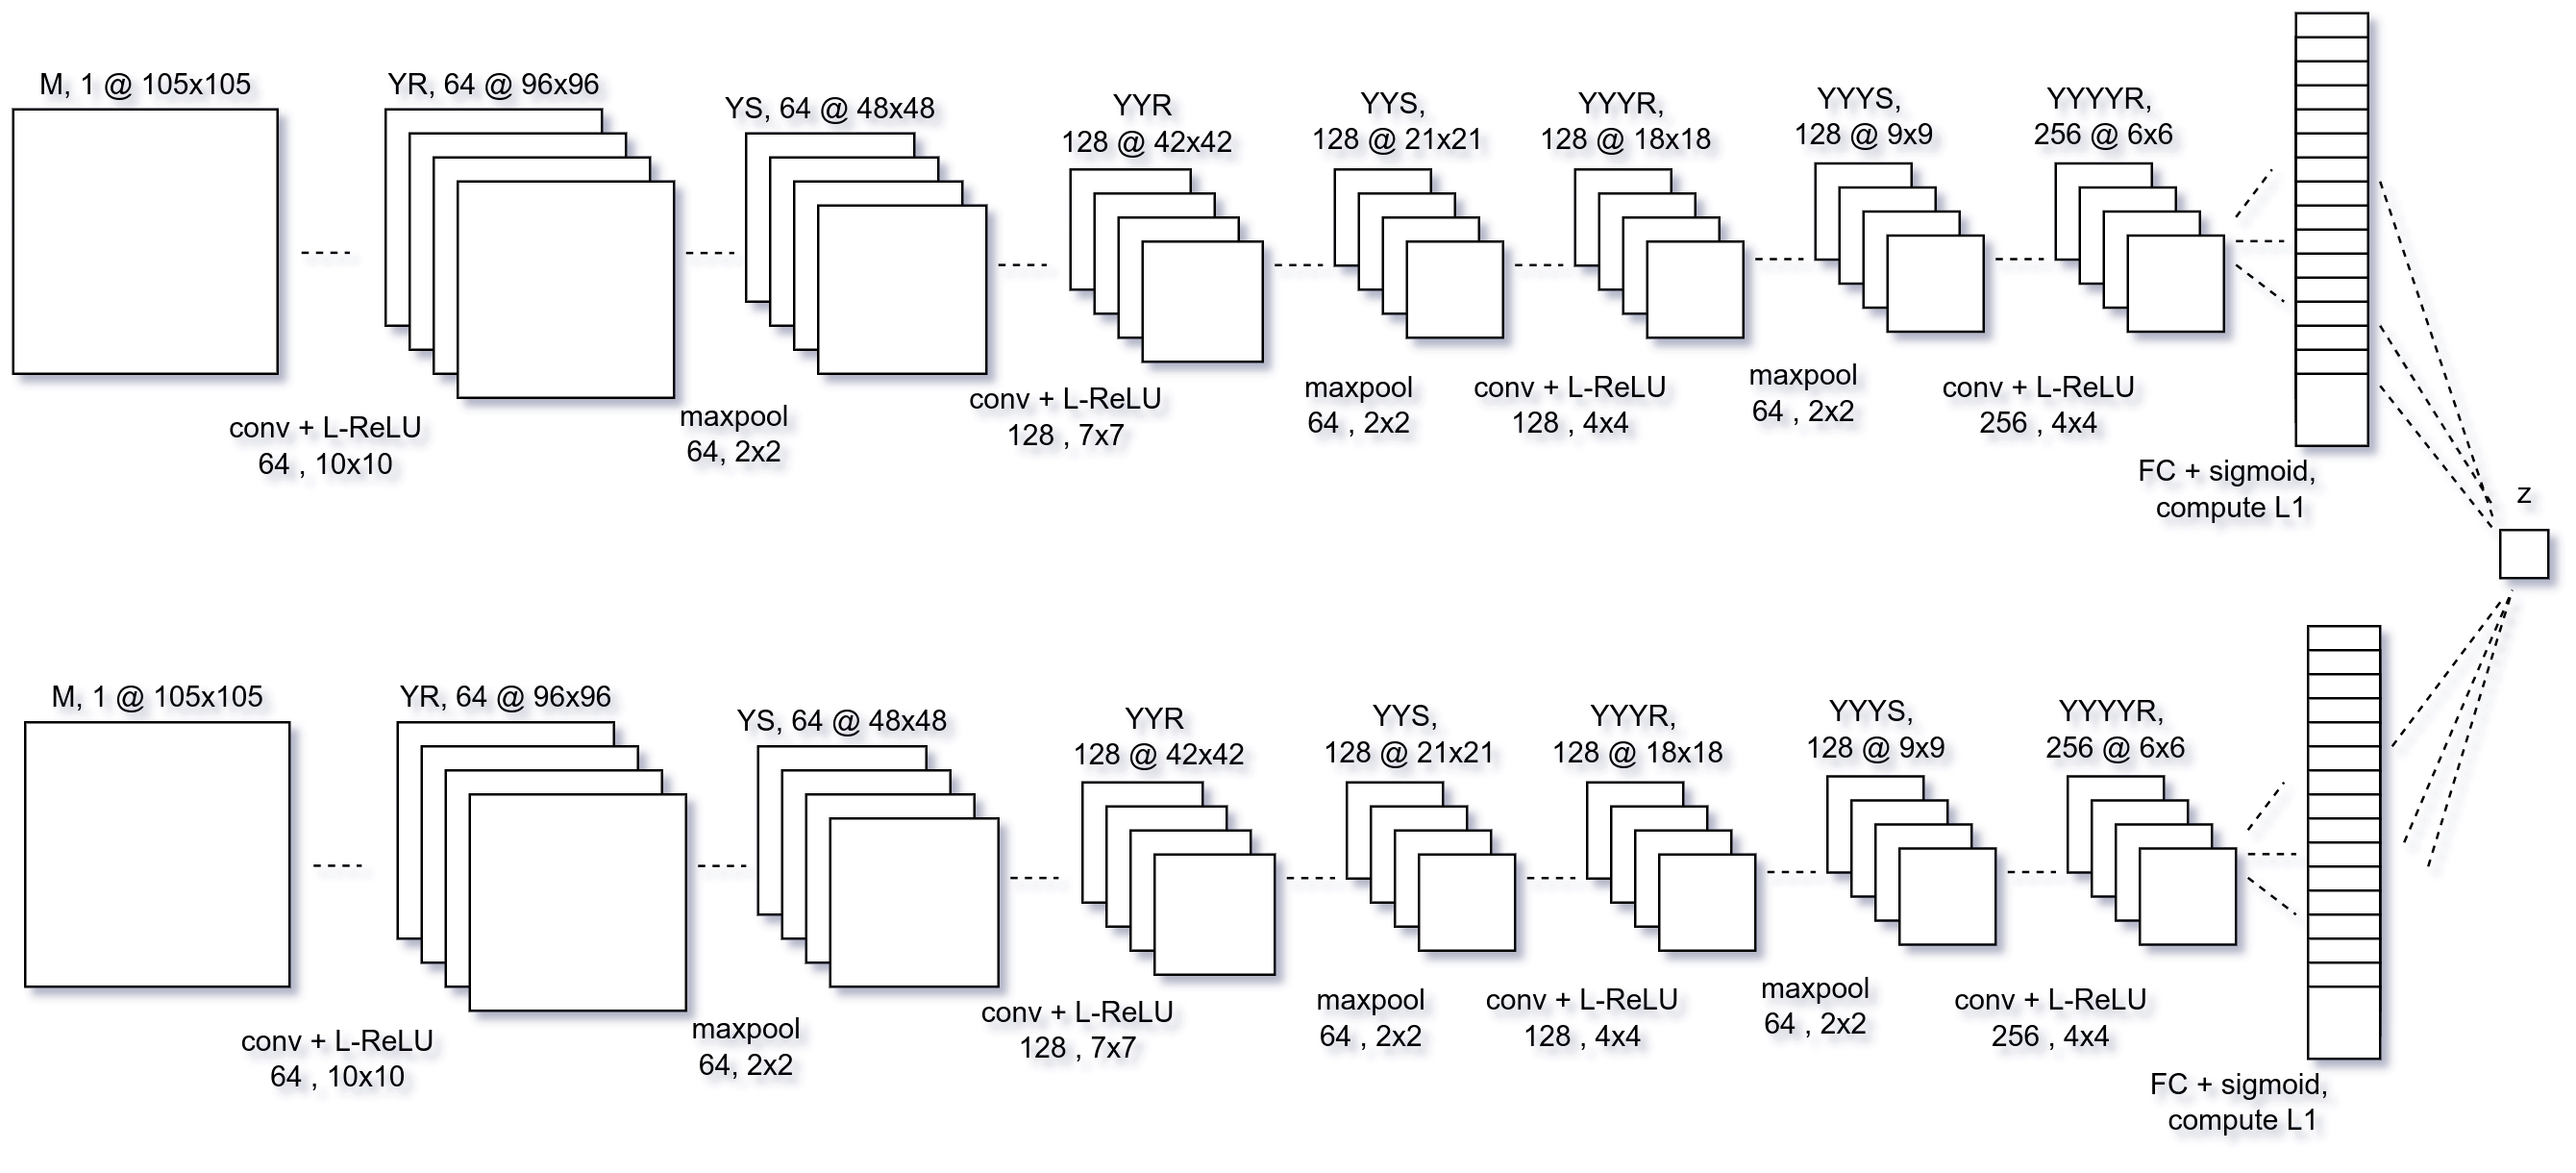 M, 1 @ 105x105
YR, 64 @ 96x96
YS, 64 @ 48x48
YYR
128 @ 42x42
YYS,
128 @ 21x21
YYYR,
128 @ 18x18
YYYS,
128 @ 9x9
YYYYR,
256 @ 6x6
conv + L-ReLU
64 , 10x10
maxpool
64, 2x2
conv + L-ReLU
128 , 7x7
maxpool
64 , 2x2
conv + L-ReLU
128 , 4x4
maxpool
64 , 2x2
conv + L-ReLU
256 , 4x4
FC + sigmoid,
compute L1
z
M, 1 @ 105x105
YR, 64 @ 96x96
YS, 64 @ 48x48
YYR
128 @ 42x42
YYS,
128 @ 21x21
YYYR,
128 @ 18x18
YYYS,
128 @ 9x9
YYYYR,
256 @ 6x6
conv + L-ReLU
64 , 10x10
maxpool
64, 2x2
conv + L-ReLU
128 , 7x7
maxpool
64 , 2x2
conv + L-ReLU
128 , 4x4
maxpool
64 , 2x2
conv + L-ReLU
256 , 4x4
FC + sigmoid,
compute L1